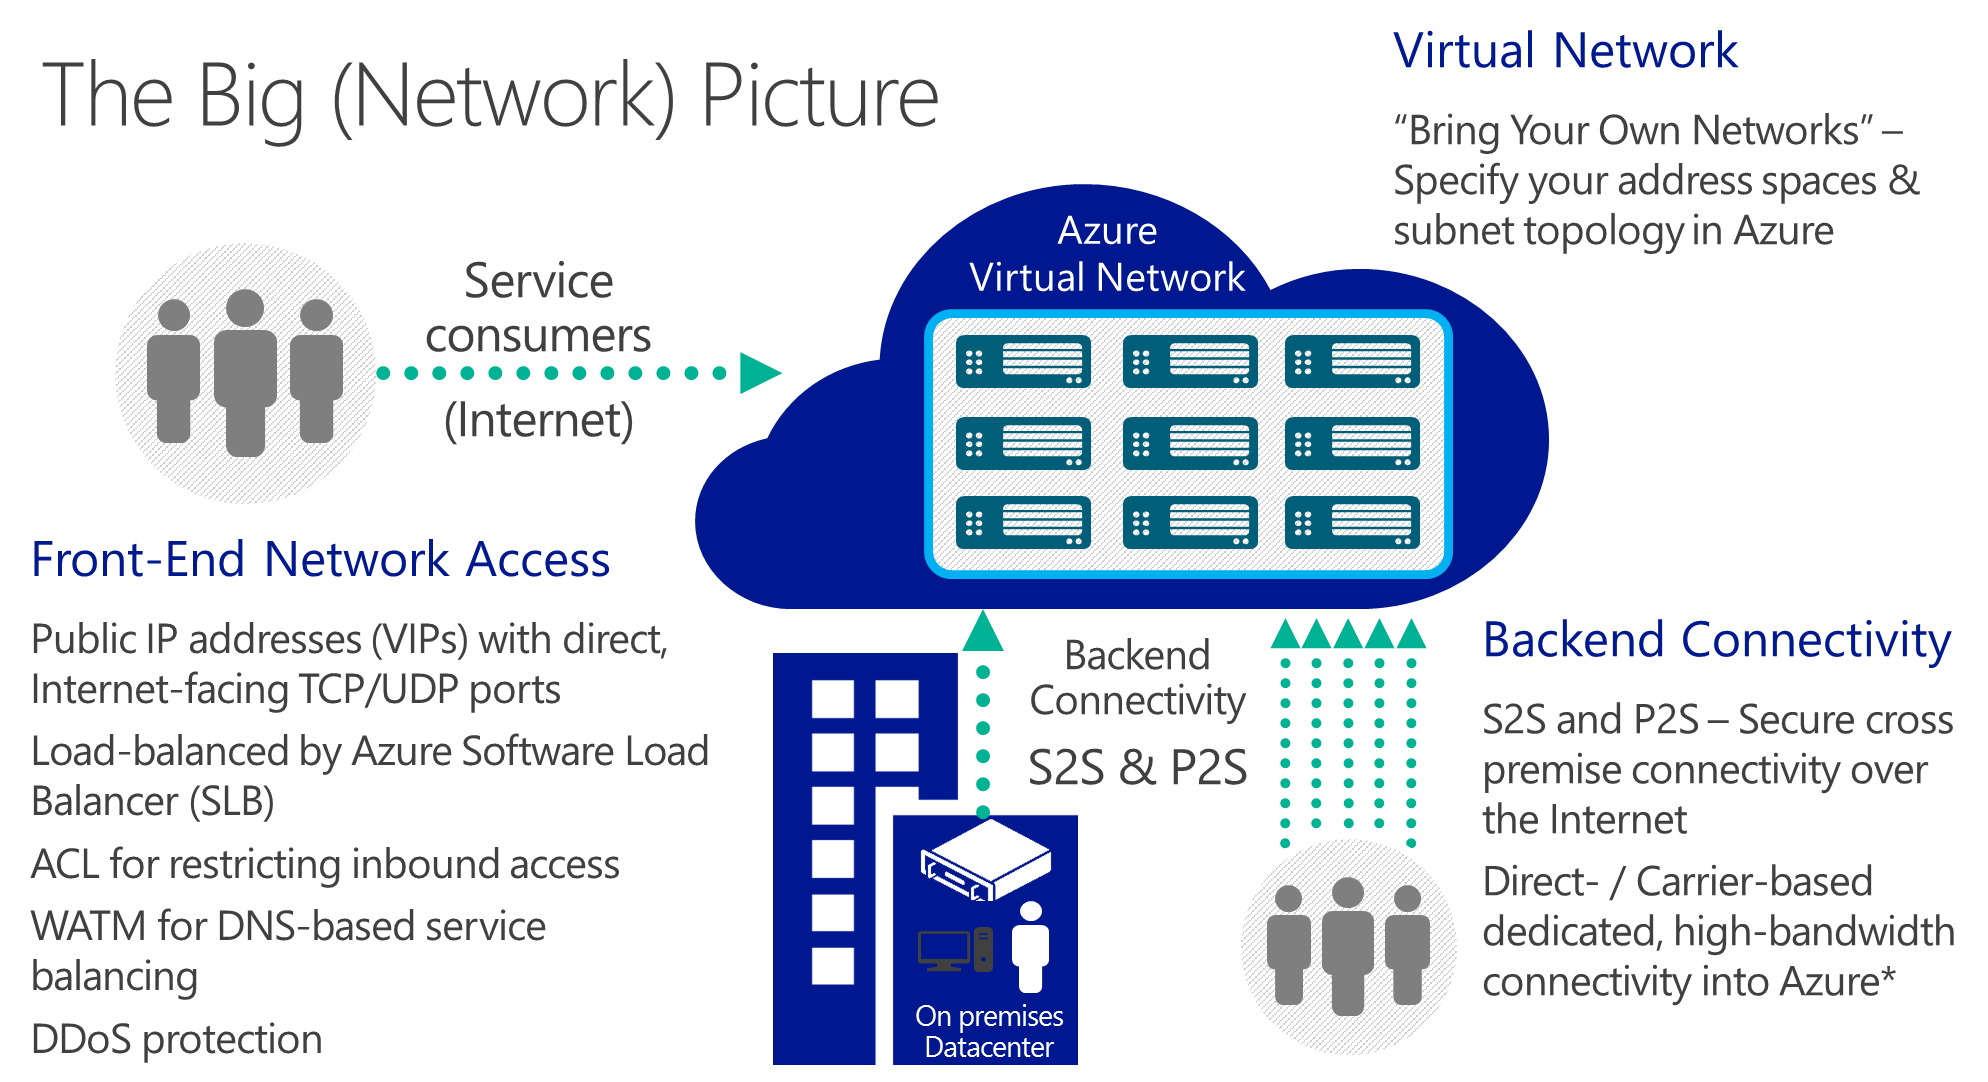 The Big (Network) Picture
Virtual Network
“Bring Your Own Networks” –
Specify your address spaces &
subnet topology in Azure
Azure
Virtual Network
Service
consumers
(Internet)
Front-End Network Access
Public IP addresses (VIPs) with direct,
Internet-facing TCP/UDP ports
Load-balanced by Azure Software Load
Balancer (SLB)
ACL for restricting inbound access
WATM for DNS-based service
balancing
DDoS protection
Backend
Connectivity
S2S & P2S
On premises
Datacenter
Backend Connectivity
S2S and P2S – Secure cross
premise connectivity over
the Internet
Direct- / Carrier-based
dedicated, high-bandwidth
connectivity into Azure*